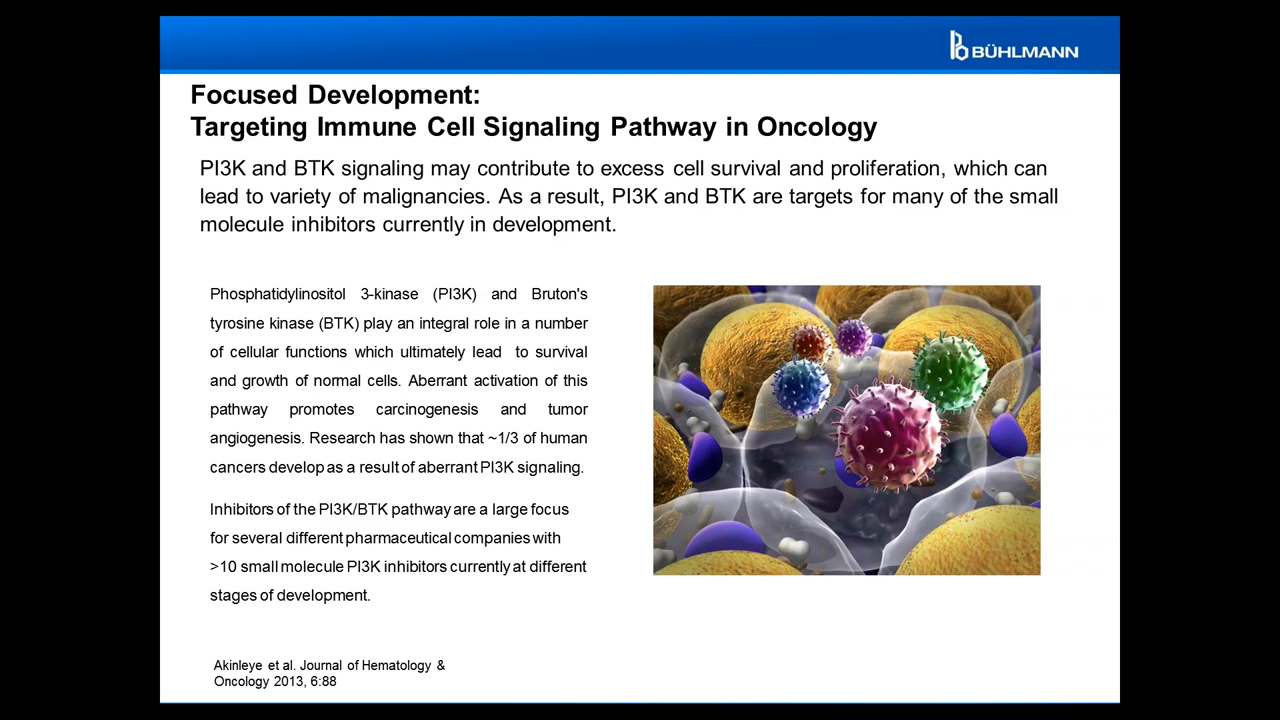 BÜHLMANN
Focused Development:
Targeting Immune Cell Signaling Pathway in Oncology
PI3K and BTK signaling may contribute to excess cell survival and proliferation, which can
lead to variety of malignancies. As a result, PI3K and BTK are targets for many of the small
molecule inhibitors currently in development.
Phosphatidylinositol 3-kinase (PI3K) and Bruton's
tyrosine kinase (BTK) play an integral role in a number
of cellular functions which ultimately lead to survival
and growth of normal cells. Aberrant activation of this
pathway promotes carcinogenesis and tumor
angiogenesis. Research has shown that ~1/3 of human
cancers develop as a result of aberrant PI3K signaling.
Inhibitors of the PI3K/BTK pathway are a large focus
for several different pharmaceutical companies with
>10 small molecule PI3K inhibitors currently at different
stages of development.
Akinleye et al. Journal of Hematology &
Oncology 2013, 6:88